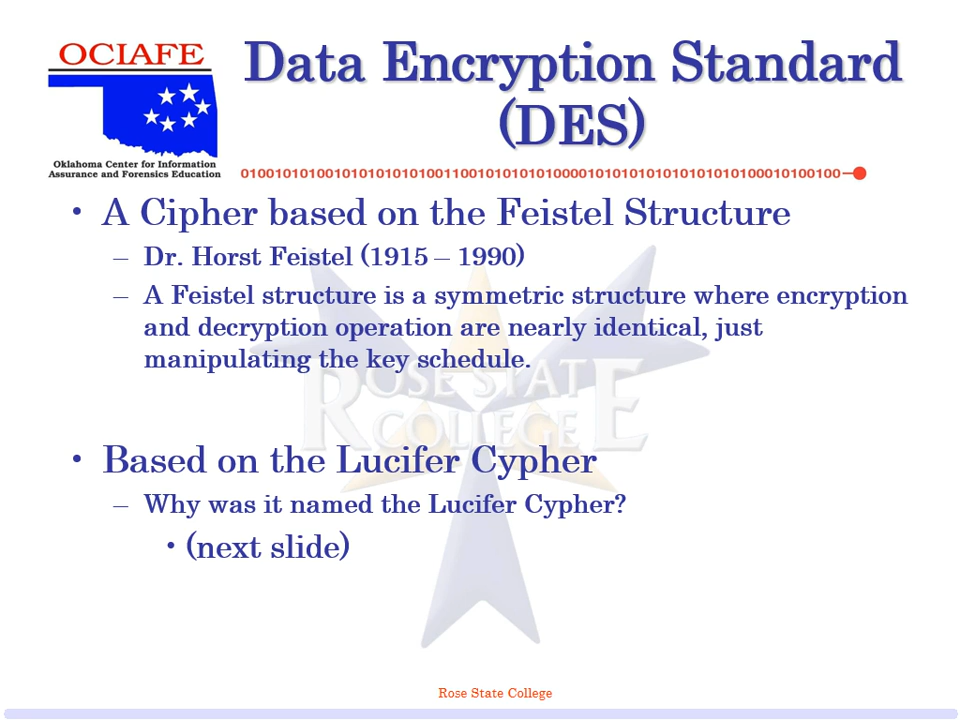 OCIAFE
Oklahoma Center for Information
Assurance and Forensics Education
Data Encryption Standard
(DES)
01001010100101010101010011001010101010100001010101010101010101010100010100100
• A Cipher based on the Feistel Structure
– Dr. Horst Feistel (1915 – 1990)
– A Feistel structure is a symmetric structure where encryption
and decryption operation are nearly identical, just
manipulating the key schedule.
ROSE STATE
COLLEGE
• Based on the Lucifer Cypher
– Why was it named the Lucifer Cypher?
• (next slide)
Rose State College